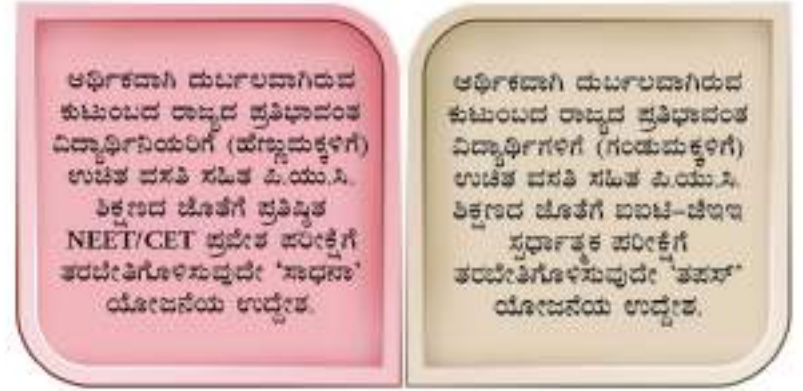 ಆರ್ಥಿಕವಾಗಿ ದುರ್ಬಲವಾಗಿರುವ
ಕುಟುಂಬದ ರಾಜ್ಯದ ಪ್ರತಿಭಾವಂತ
ವಿದ್ಯಾರ್ಥಿನಿಯರಿಗೆ (ಹೆಣ್ಣುಮಕ್ಕಳಿಗೆ)
ಉಚಿತ ವಸತಿ ಸಹಿತ ಪಿ.ಯು.ಸಿ.
ಶಿಕ್ಷಣದ ಜೊತೆಗೆ ಪ್ರತಿಷ್ಠಿತ
NEET/CET ಪ್ರವೇಶ ಪರೀಕ್ಷೆಗೆ
ತರಬೇತಿಗೊಳಿಸುವುದೇ 'ಸಾಧನಾ'
ಯೋಜನೆಯ ಉದ್ದೇಶ.
ಆರ್ಥಿಕವಾಗಿ ದುರ್ಬಲವಾಗಿರುವ
ಕುಟುಂಬದ ರಾಜ್ಯದ ಪ್ರತಿಭಾವಂತ
ವಿದ್ಯಾರ್ಥಿಗಳಿಗೆ (ಗಂಡುಮಕ್ಕಳಿಗೆ)
ಉಚಿತ ವಸತಿ ಸಹಿತ ಪಿ.ಯು.ಸಿ.
ಶಿಕ್ಷಣದ ಜೊತೆಗೆ ಐಐಟಿ-ಜೆಇಇ
ಸ್ಪರ್ಧಾತ್ಮಕ ಪರೀಕ್ಷೆಗೆ
ತರಬೇತಿಗೊಳಿಸುವುದೇ 'ತಪಸ್'
ಯೋಜನೆಯ ಉದ್ದೇಶ.